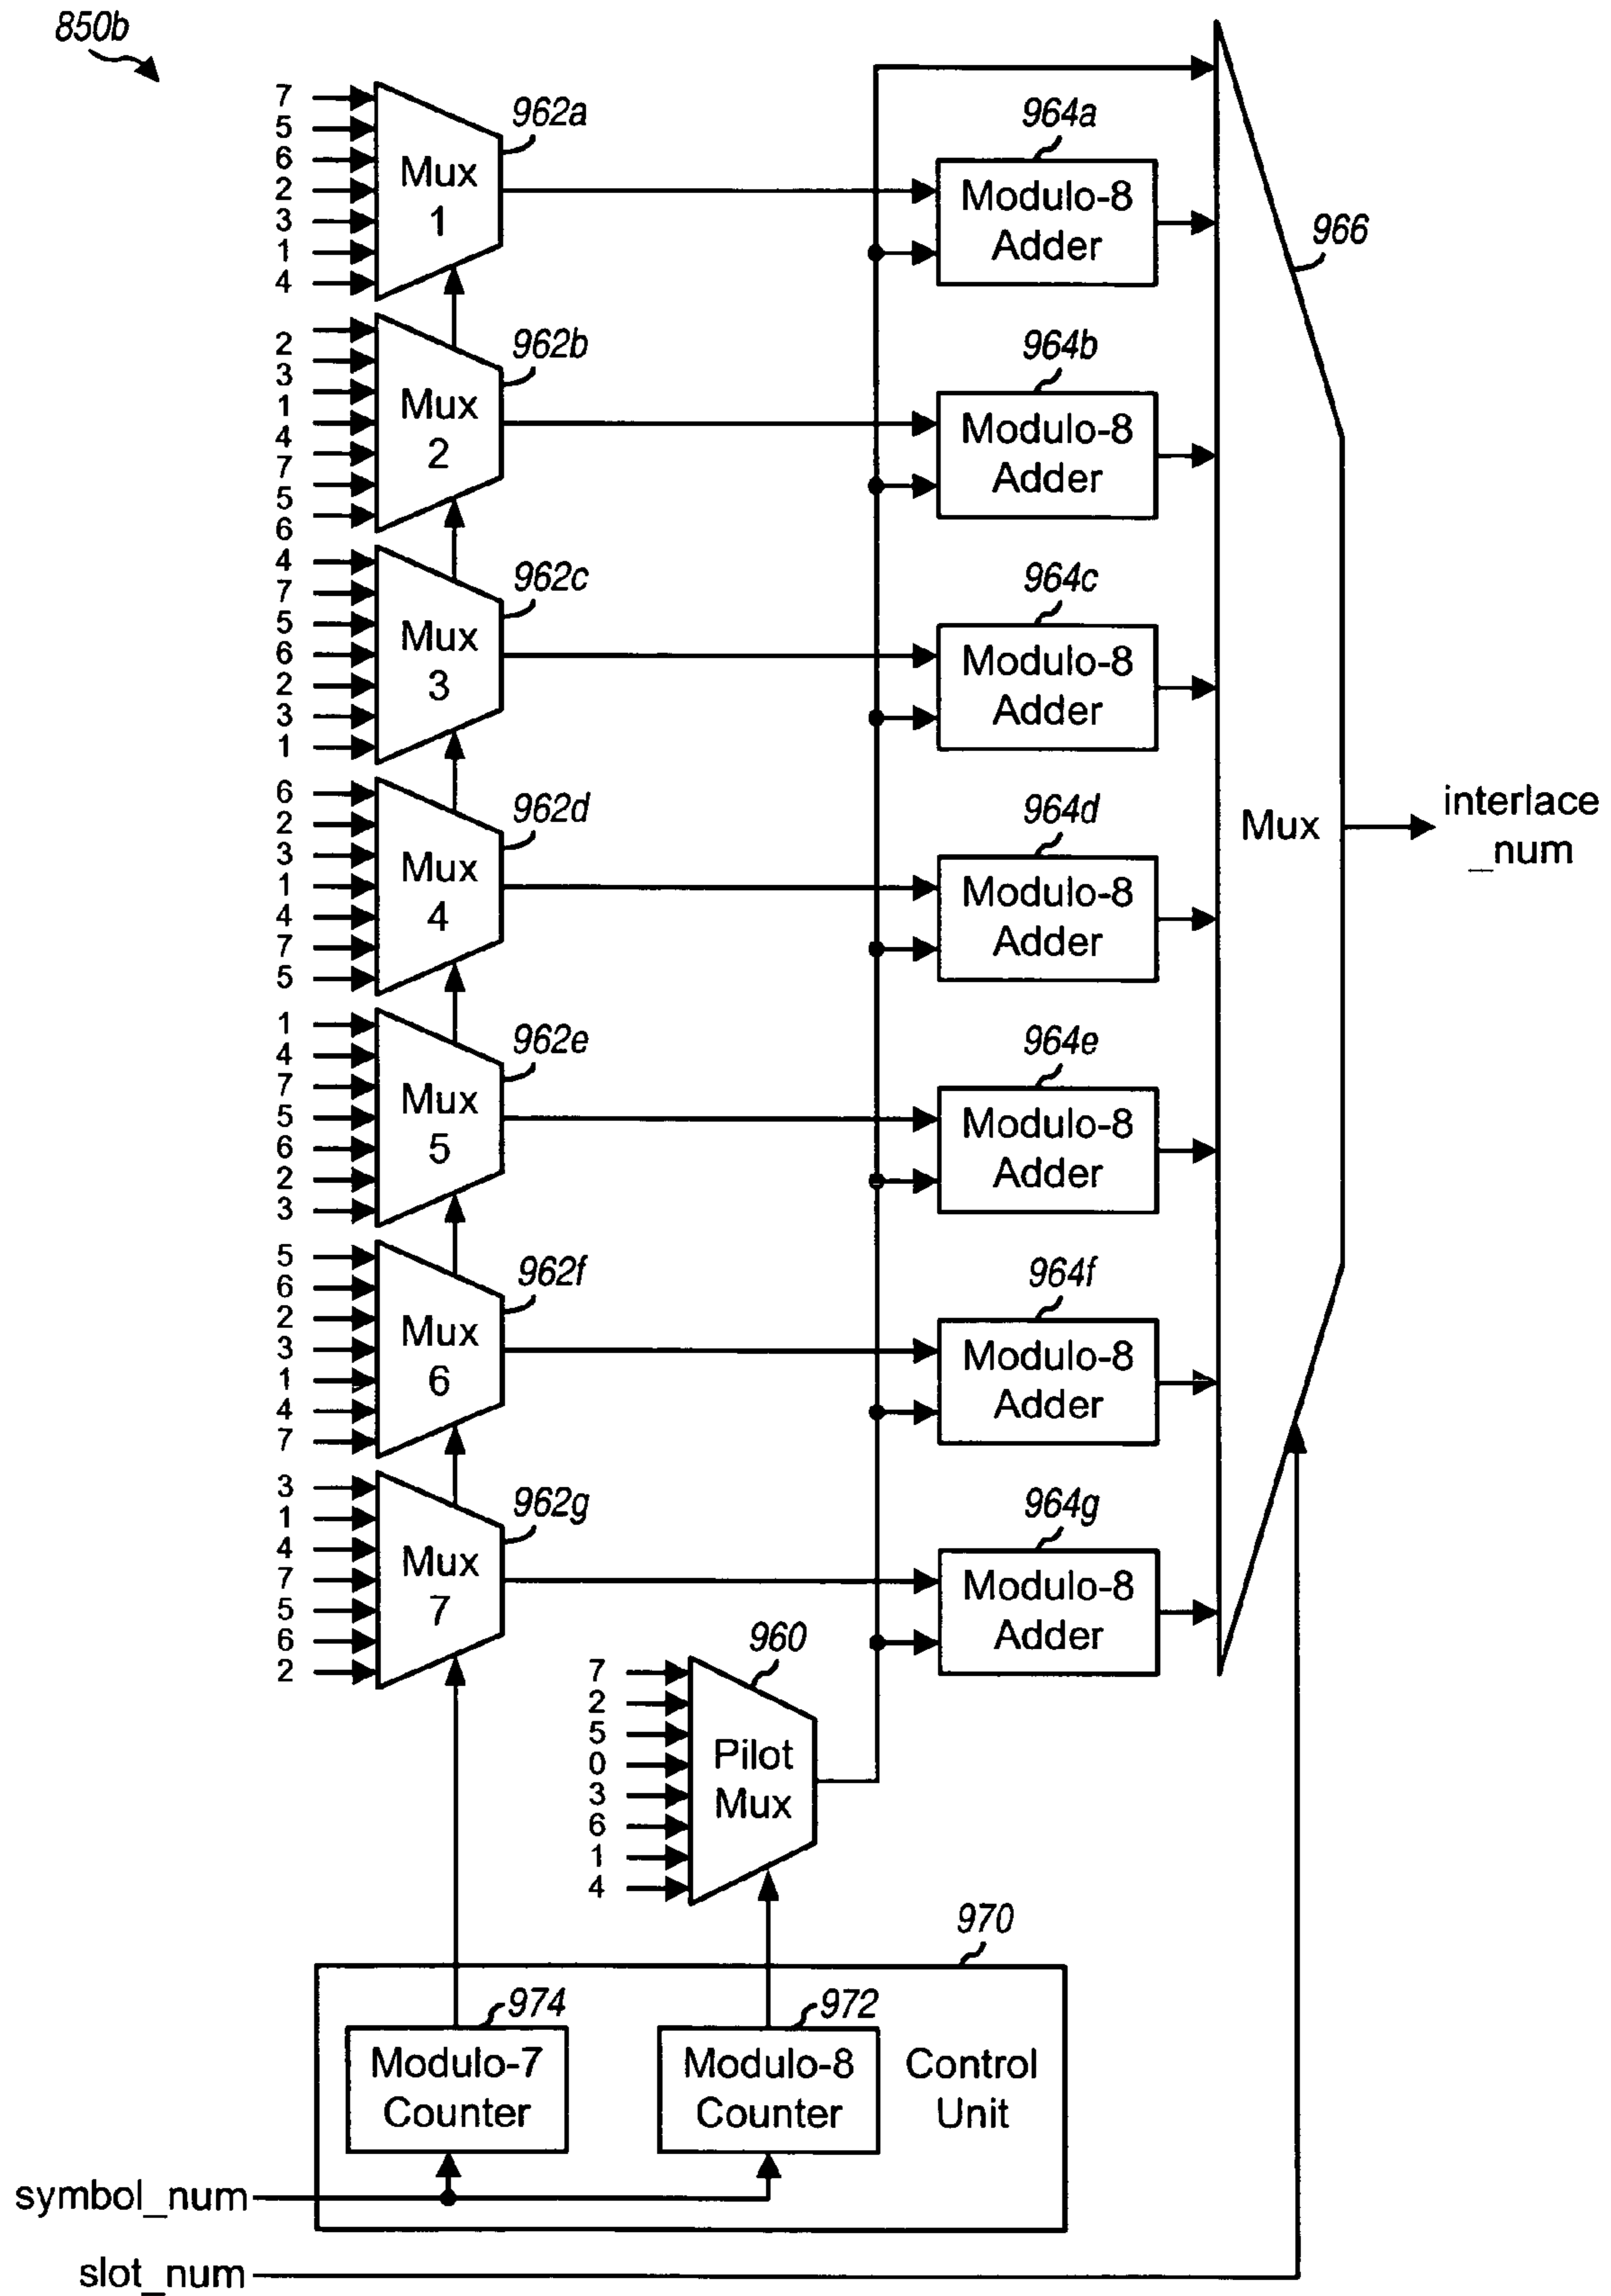 850b
7
5
6
2
3
1
4
Mux
1
962a
964a
Modulo-8
Adder
966
2
3
1
4
7
5
6
Mux
2
962b
964b
Modulo-8
Adder
4
7
5
6
2
3
1
Mux
3
962c
964c
Modulo-8
Adder
6
2
3
1
4
7
5
Mux
4
962d
964d
Modulo-8
Adder
Mux
interlace
_num
1
4
7
5
6
2
3
Mux
5
962e
964e
Modulo-8
Adder
5
6
2
3
1
4
7
Mux
6
962f
964f
Modulo-8
Adder
3
1
4
7
5
6
2
Mux
7
962g
964g
Modulo-8
Adder
960
7
2
5
0
3
6
1
4
Pilot
Mux
970
974
Modulo-7
Counter
972
Modulo-8
Counter
Control
Unit
symbol_num
slot_num